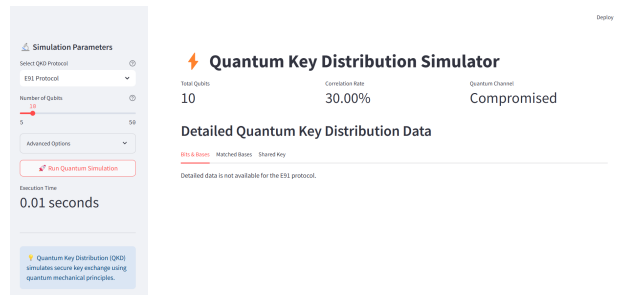 Deploy
🔬 Simulation Parameters
Select QKD Protocol
E91 Protocol
Number of Qubits
10
5 50
Advanced Options
🚀 Run Quantum Simulation
Execution Time
0.01 seconds
💡 Quantum Key Distribution (QKD)
simulates secure key exchange using
quantum mechanical principles.
⚡ Quantum Key Distribution Simulator
Total Qubits Correlation Rate Quantum Channel
10 30.00% Compromised
Detailed Quantum Key Distribution Data
Bits & Bases Matched Bases Shared Key
Detailed data is not available for the E91 protocol.